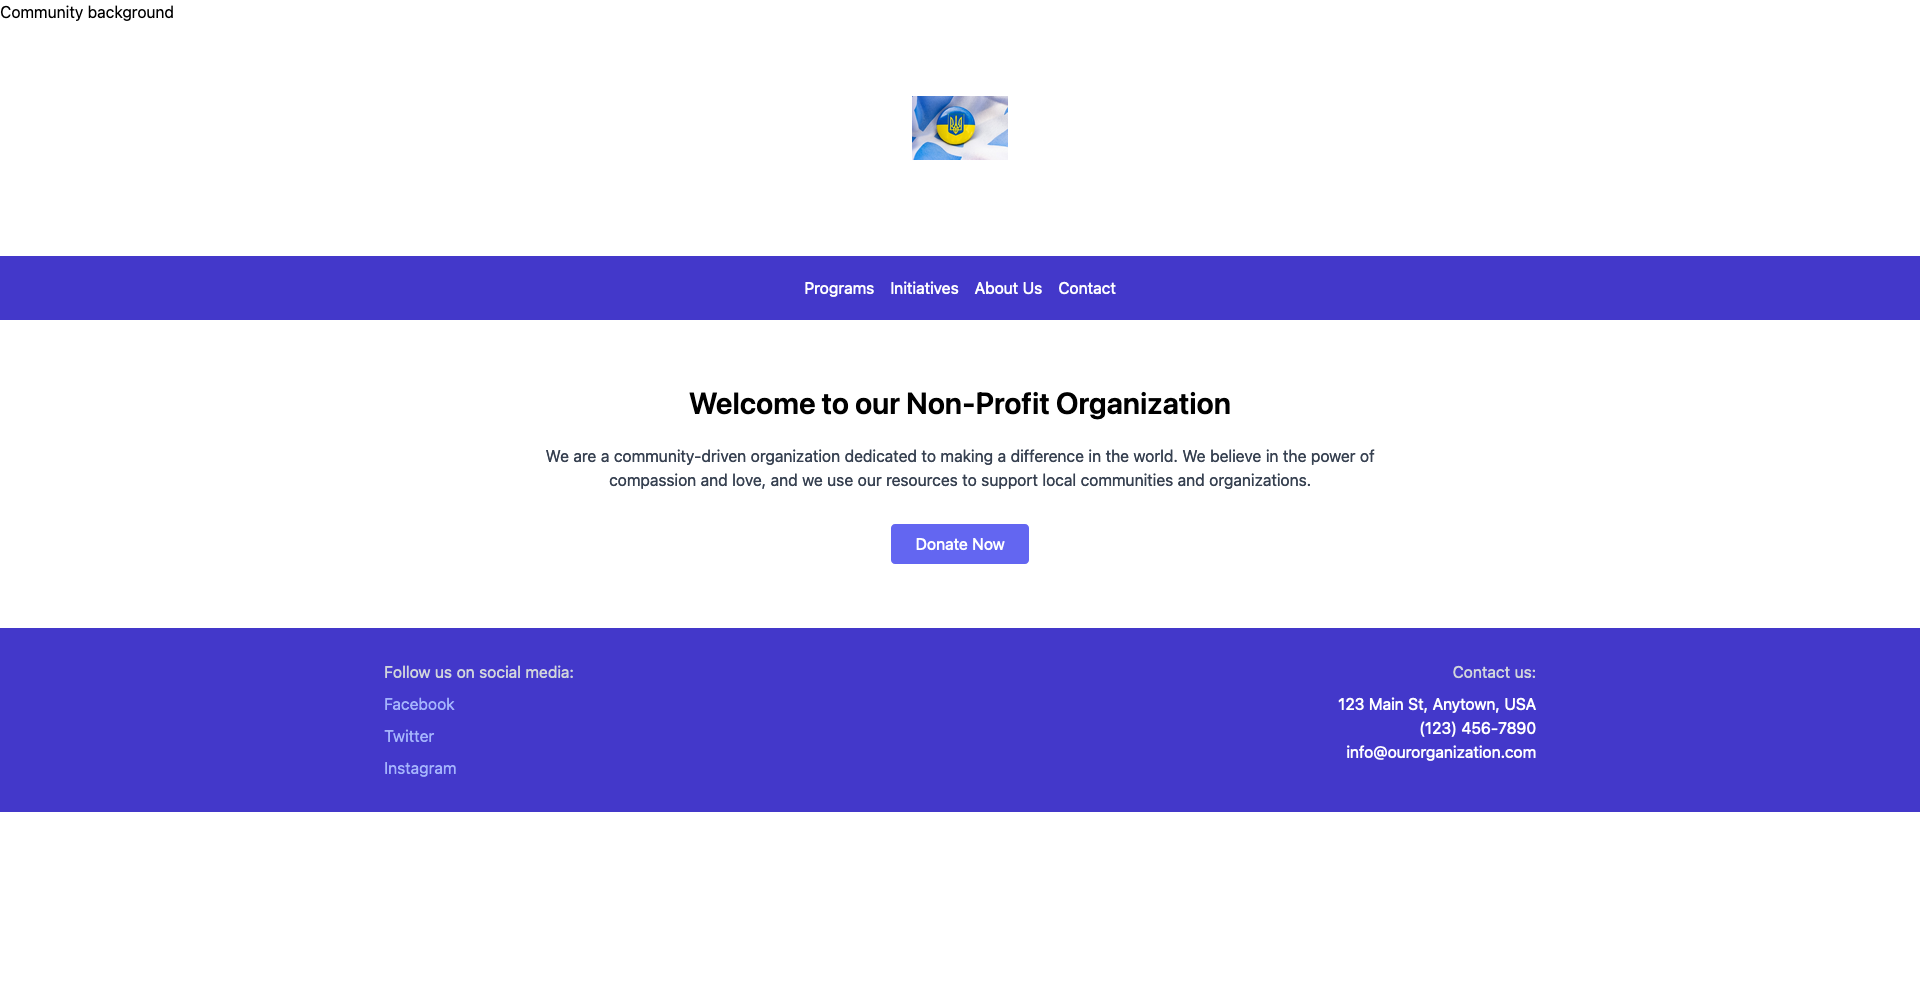 Community background
Programs Initiatives About Us Contact
Welcome to our Non-Profit Organization
We are a community-driven organization dedicated to making a difference in the world. We believe in the power of
compassion and love, and we use our resources to support local communities and organizations.
Donate Now
Follow us on social media:
Facebook
Twitter
Instagram
Contact us:
123 Main St, Anytown, USA
(123) 456-7890
info@ourorganization.com